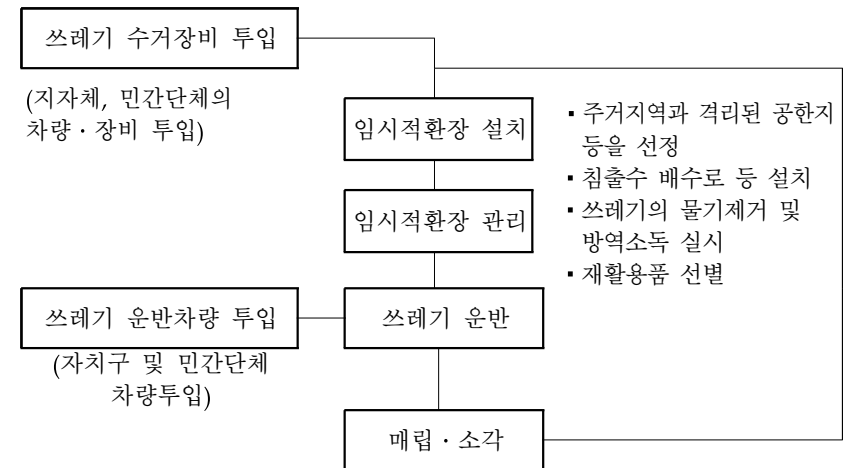 쓰레기 수거장비 투입
(지자체, 민간단체의
차량·장비 투입)
임시적환장 설치
▪주거지역과 격리된 공한지
등을 선정
▪침출수 배수로 등 설치
▪쓰레기의 물기제거 및
방역소독 실시
▪재활용품 선별
임시적환장 관리
쓰레기 운반차량 투입
(자치구 및 민간단체
차량투입)
쓰레기 운반
매립·소각